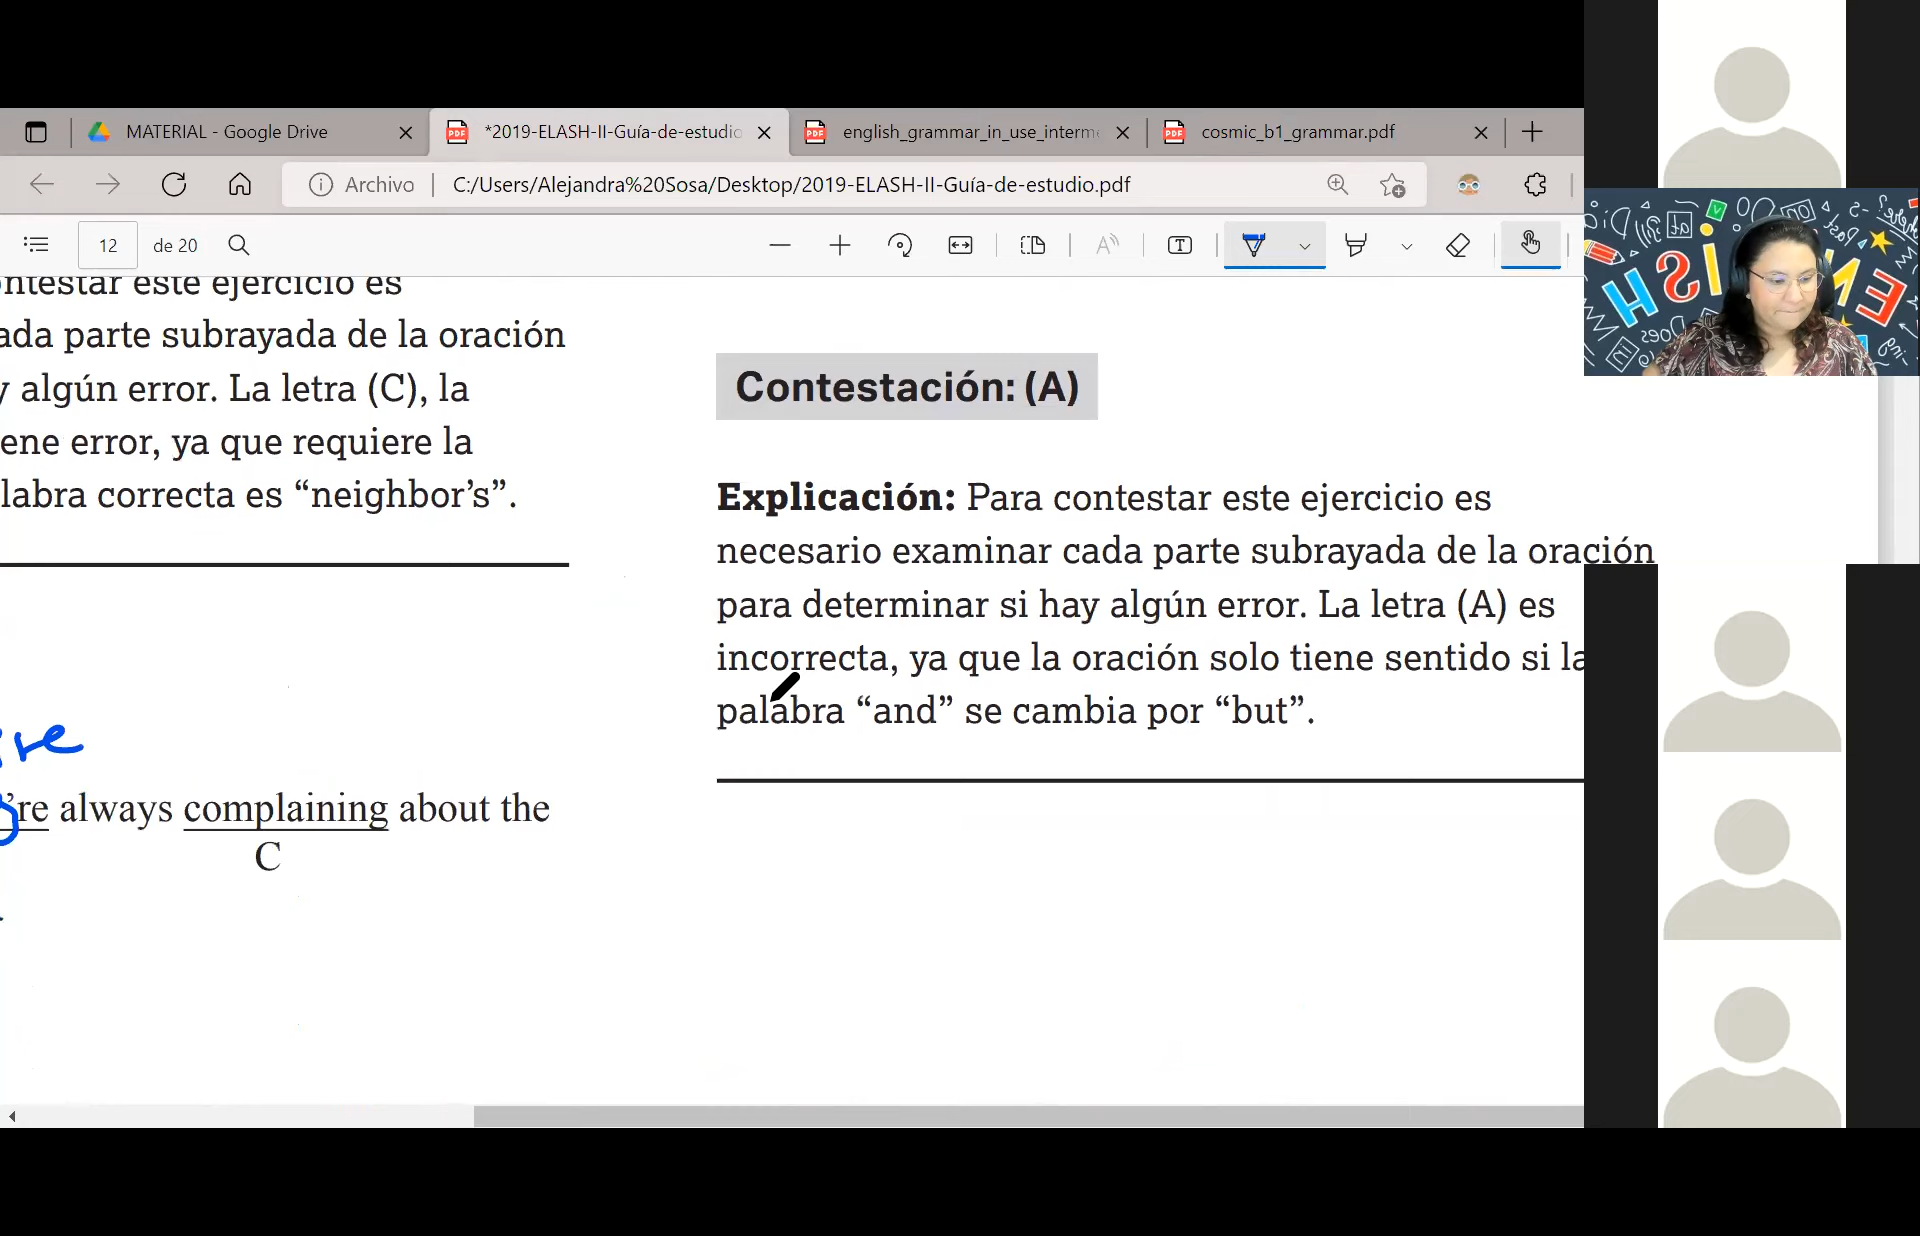 MATERIAL - Google Drive
*2019-ELASH-II-Guía-de-estudio
english_grammar_in_use_interme
cosmic_b1_grammar.pdf
Archivo
C:/Users/Alejandra%20Sosa/Desktop/2019-ELASH-II-Guía-de-estudio.pdf
12 de 20
ntestar este ejercicio es
ada parte subrayada de la oración
y algún error. La letra (C), la
ene error, ya que requiere la
labra correcta es “neighbor’s”.
re
’re always complaining about the
C
Contestación: (A)
Explicación: Para contestar este ejercicio es
necesario examinar cada parte subrayada de la oración
para determinar si hay algún error. La letra (A) es
incorrecta, ya que la oración solo tiene sentido si la
palabra “and” se cambia por “but”.
ENGLISH